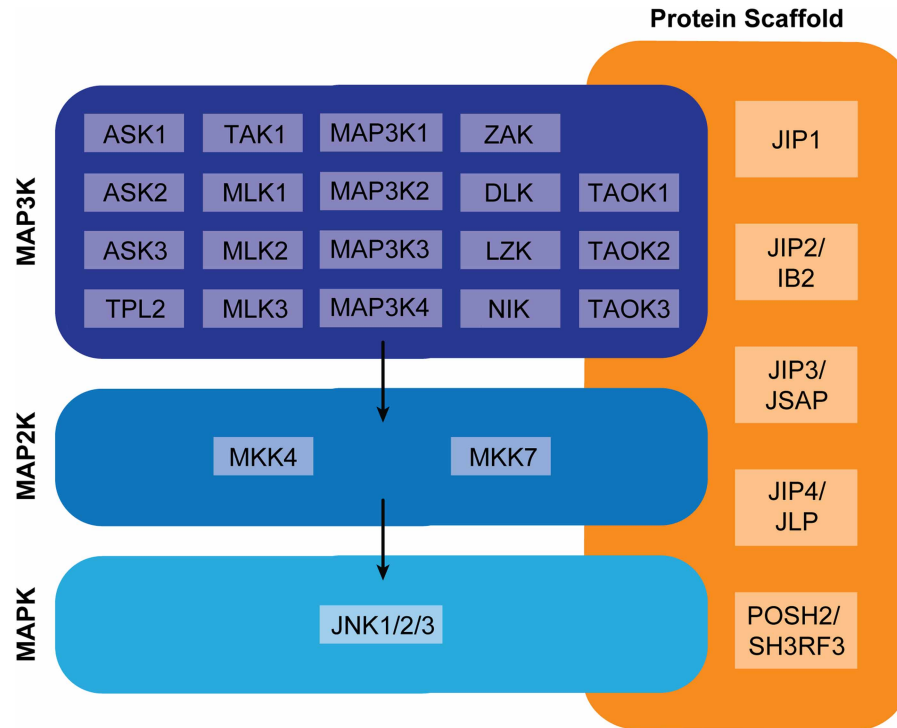 Protein Scaffold
MAP3K
ASK1 TAK1 MAP3K1 ZAK
ASK2 MLK1 MAP3K2 DLK TAOK1
ASK3 MLK2 MAP3K3 LZK TAOK2
TPL2 MLK3 MAP3K4 NIK TAOK3
MAP2K
MKK4 MKK7
MAPK
JNK1/2/3
JIP1
JIP2/
IB2
JIP3/
JSAP
JIP4/
JLP
POSH2/
SH3RF3